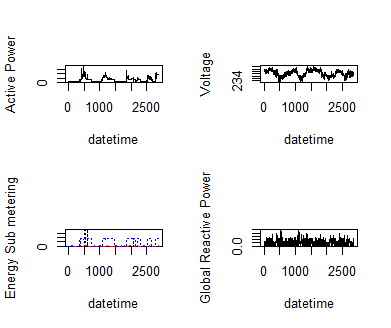 Active Power
0
0 1000 2500
datetime
Voltage
234
0 1000 2500
datetime
Energy Sub metering
0
0 1000 2500
datetime
Global Reactive Power
0.0
0 1000 2500
datetime